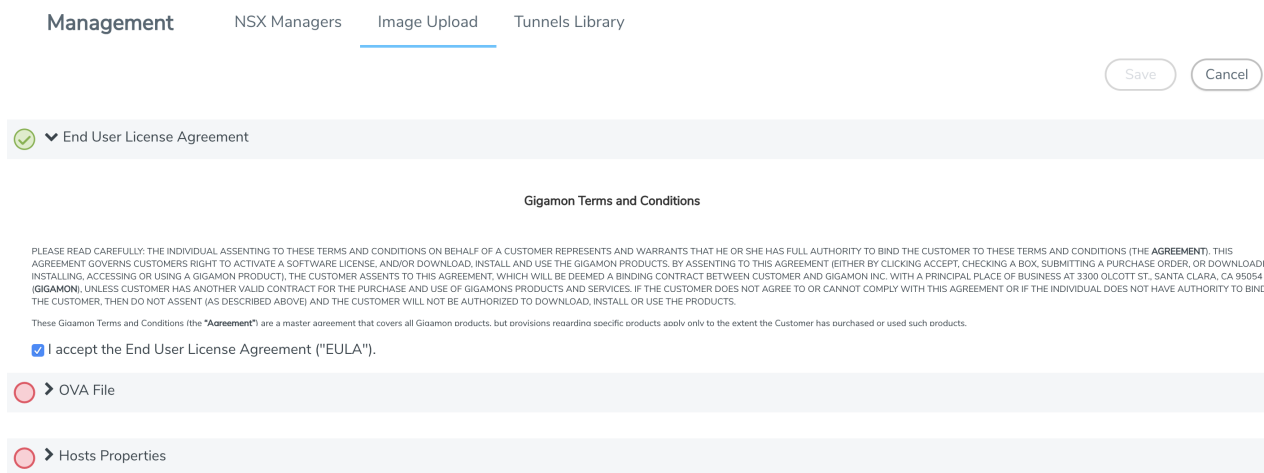 Management NSX Managers Image Upload Tunnels Library
Save Cancel
End User License Agreement
Gigamon Terms and Conditions
PLEASE READ CAREFULLY: THE INDIVIDUAL ASSENTING TO THESE TERMS AND CONDITIONS ON BEHALF OF A CUSTOMER REPRESENTS AND WARRANTS THAT HE OR SHE HAS FULL AUTHORITY TO BIND THE CUSTOMER TO THESE TERMS AND CONDITIONS (THE AGREEMENT). THIS
AGREEMENT GOVERNS CUSTOMERS RIGHT TO ACTIVATE A SOFTWARE LICENSE, AND/OR DOWNLOAD, INSTALL AND USE THE GIGAMON PRODUCTS. BY ASSENTING TO THIS AGREEMENT (EITHER BY CLICKING ACCEPT, CHECKING A BOX, SUBMITTING A PURCHASE ORDER, OR DOWNLOADI
INSTALLING, ACCESSING OR USING A GIGAMON PRODUCT), THE CUSTOMER ASSENTS TO THIS AGREEMENT, WHICH WILL BE DEEMED A BINDING CONTRACT BETWEEN CUSTOMER AND GIGAMON INC. WITH A PRINCIPAL PLACE OF BUSINESS AT 3300 OLCOTT ST., SANTA CLARA, CA 95054
(GIGAMON), UNLESS CUSTOMER HAS ANOTHER VALID CONTRACT FOR THE PURCHASE AND USE OF GIGAMONS PRODUCTS AND SERVICES. IF THE CUSTOMER DOES NOT AGREE TO OR CANNOT COMPLY WITH THIS AGREEMENT OR IF THE INDIVIDUAL DOES NOT HAVE AUTHORITY TO BIND
THE CUSTOMER, THEN DO NOT ASSENT (AS DESCRIBED ABOVE) AND THE CUSTOMER WILL NOT BE AUTHORIZED TO DOWNLOAD, INSTALL OR USE THE PRODUCTS.
These Gigamon Terms and Conditions (the "Agreement") are a master agreement that covers all Gigamon products, but provisions regarding specific products apply only to the extent the Customer has purchased or used such products.
I accept the End User License Agreement ("EULA").
OVA File
Hosts Properties